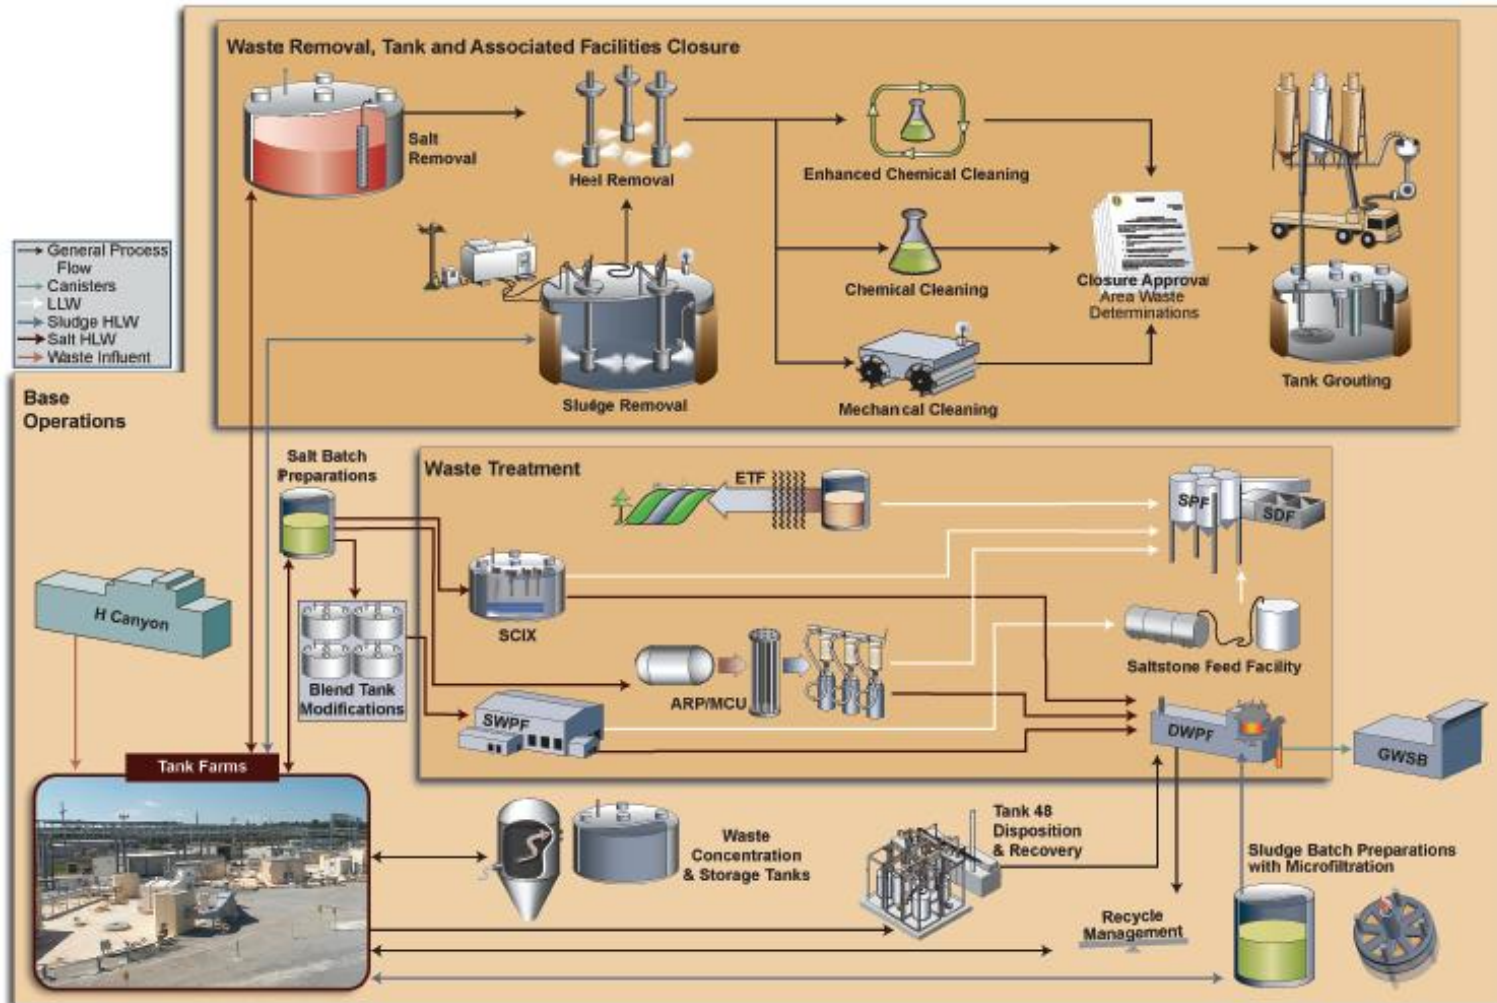 Waste Removal, Tank and Associated Facilities Closure
Salt
Removal
Heel Removal
Enhanced Chemical Cleaning
Chemical Cleaning
Closure Approval
Area Waste
Determinations
Sludge Removal
Mechanical Cleaning
Tank Grouting
General Process
Flow
Canisters
LLW
Sludge HLW
Salt HLW
Waste Influent
Base
Operations
Salt Batch
Preparations
Waste Treatment
ETF
SPF
SDF
H Canyon
SCIX
Saltstone Feed Facility
Blend Tank
Modifications
ARP/MCU
SWPF
DWPF
GWSB
Tank Farms
Waste
Concentration
& Storage Tanks
Tank 48
Disposition
& Recovery
Sludge Batch Preparations
with Microfiltration
Recycle
Management